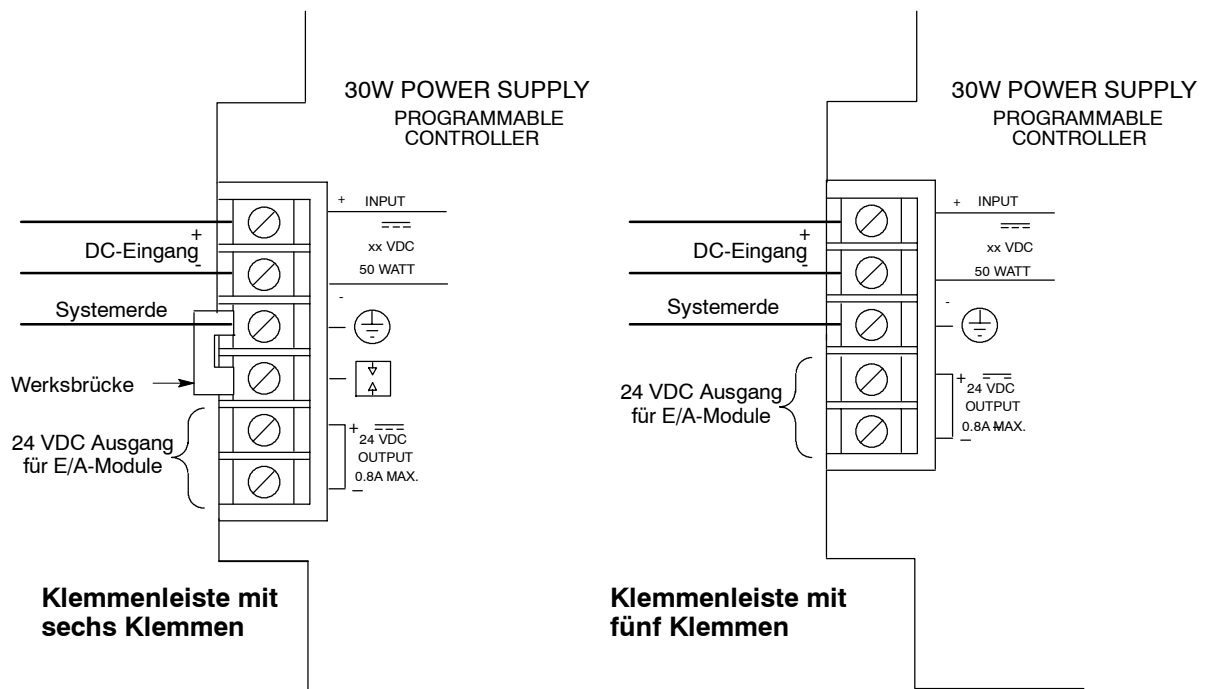 30W POWER SUPPLY
PROGRAMMABLE
CONTROLLER
+ INPUT
xx VDC
50 WATT
-
DC-Eingang
+
-
Systemerde
Werksbrücke
24 VDC Ausgang
für E/A-Module
+
24 VDC
OUTPUT
0.8A MAX.
–
Klemmenleiste mit
sechs Klemmen
30W POWER SUPPLY
PROGRAMMABLE
CONTROLLER
+ INPUT
xx VDC
50 WATT
-
DC-Eingang
+
-
Systemerde
24 VDC Ausgang
für E/A-Module
+
24 VDC
OUTPUT
0.8A MAX.
–
Klemmenleiste mit
fünf Klemmen